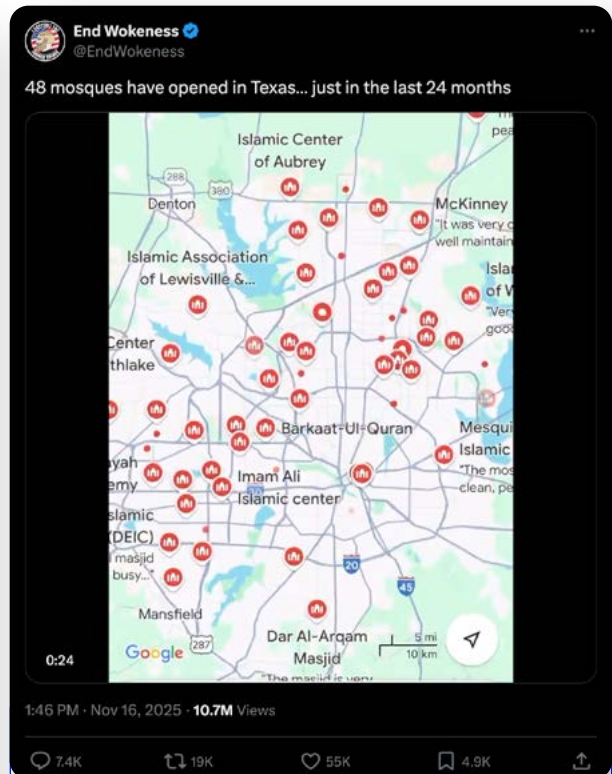 End Wokeness
@EndWokeness
48 mosques have opened in Texas... just in the last 24 months
Islamic Center
of Aubrey
288
380
Denton
McKinney
"It was very c
well maintain
Islamic Association
of Lewisville &...
Islar
of W
"Very
good
Center
thlake
Barkaat-Ul-Quran
Mesqui
Islamic
"The mos
clean, pe
ayah
emy
Imam Ali
Islamic center
slamic
(DEIC)
masjid
busy..."
20
45
Mansfield
287
Google
Dar Al-Arqam
Masjid
"The masjid is very
5 mi
10 km
0:24
1:46 PM · Nov 16, 2025 · 10.7M Views
7.4K
19K
55K
4.9K